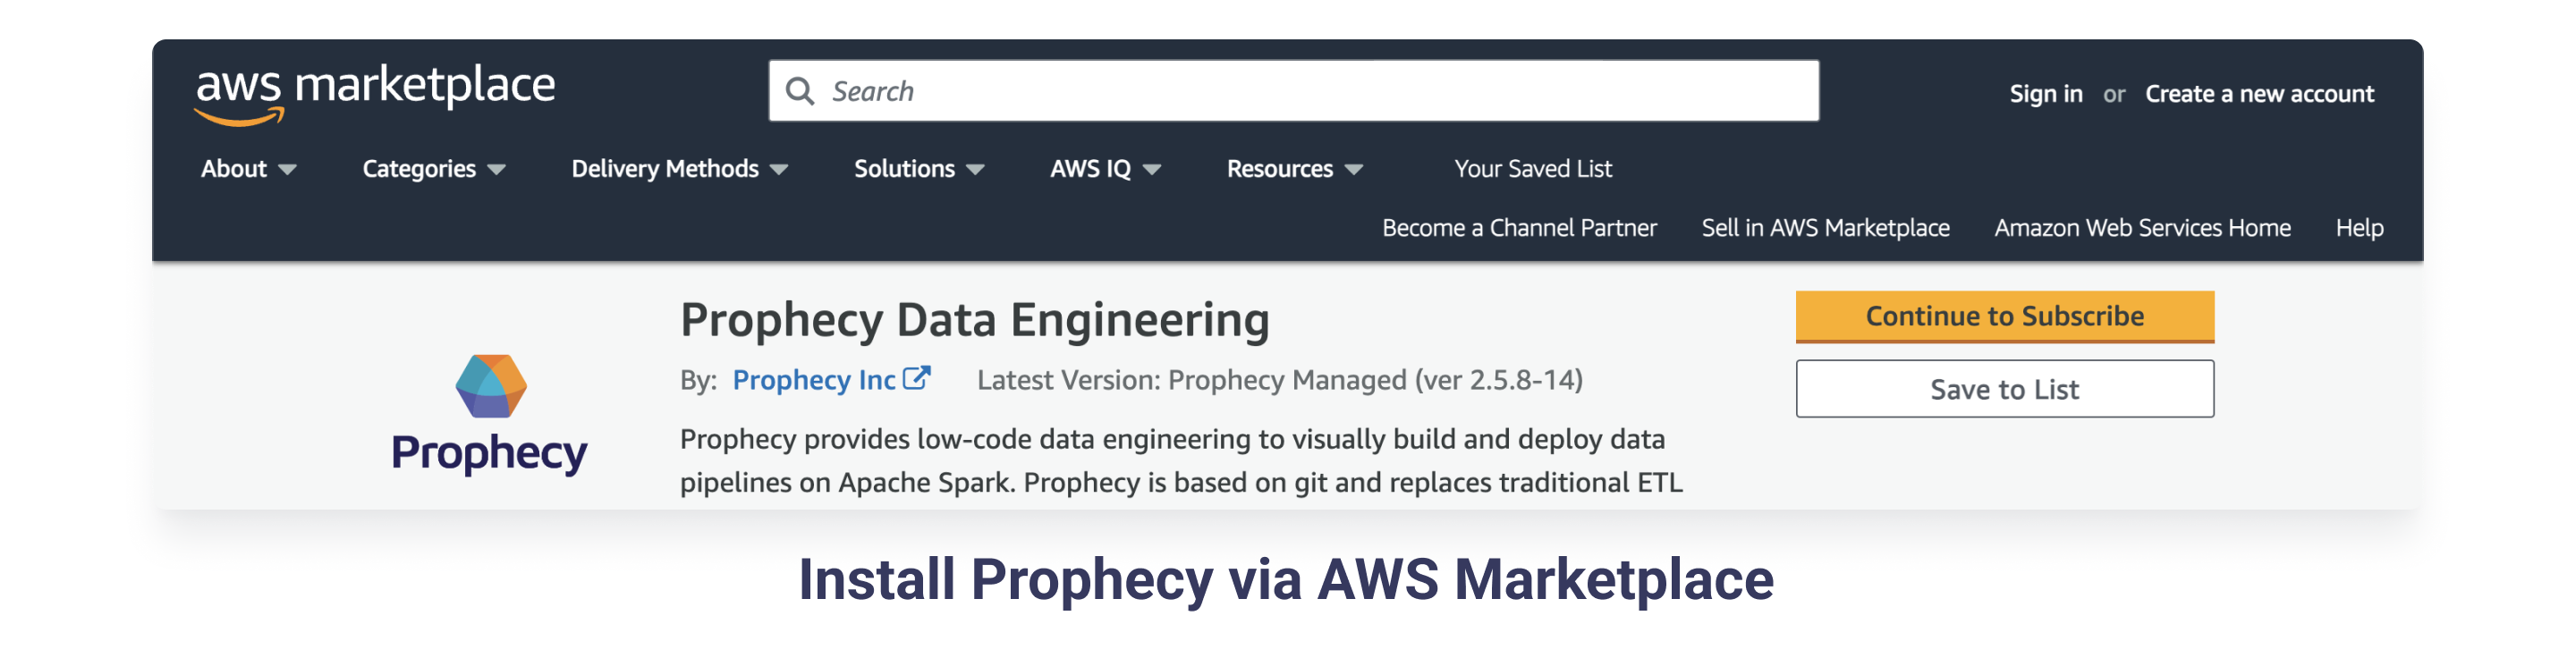 aws marketplace
Search
Sign in or Create a new account
About Categories Delivery Methods Solutions AWS IQ Resources Your Saved List
Become a Channel Partner Sell in AWS Marketplace Amazon Web Services Home Help
Prophecy
Prophecy Data Engineering
By: Prophecy Inc Latest Version: Prophecy Managed (ver 2.5.8-14)
Prophecy provides low-code data engineering to visually build and deploy data
pipelines on Apache Spark. Prophecy is based on git and replaces traditional ETL
Continue to Subscribe
Save to List
Install Prophecy via AWS Marketplace